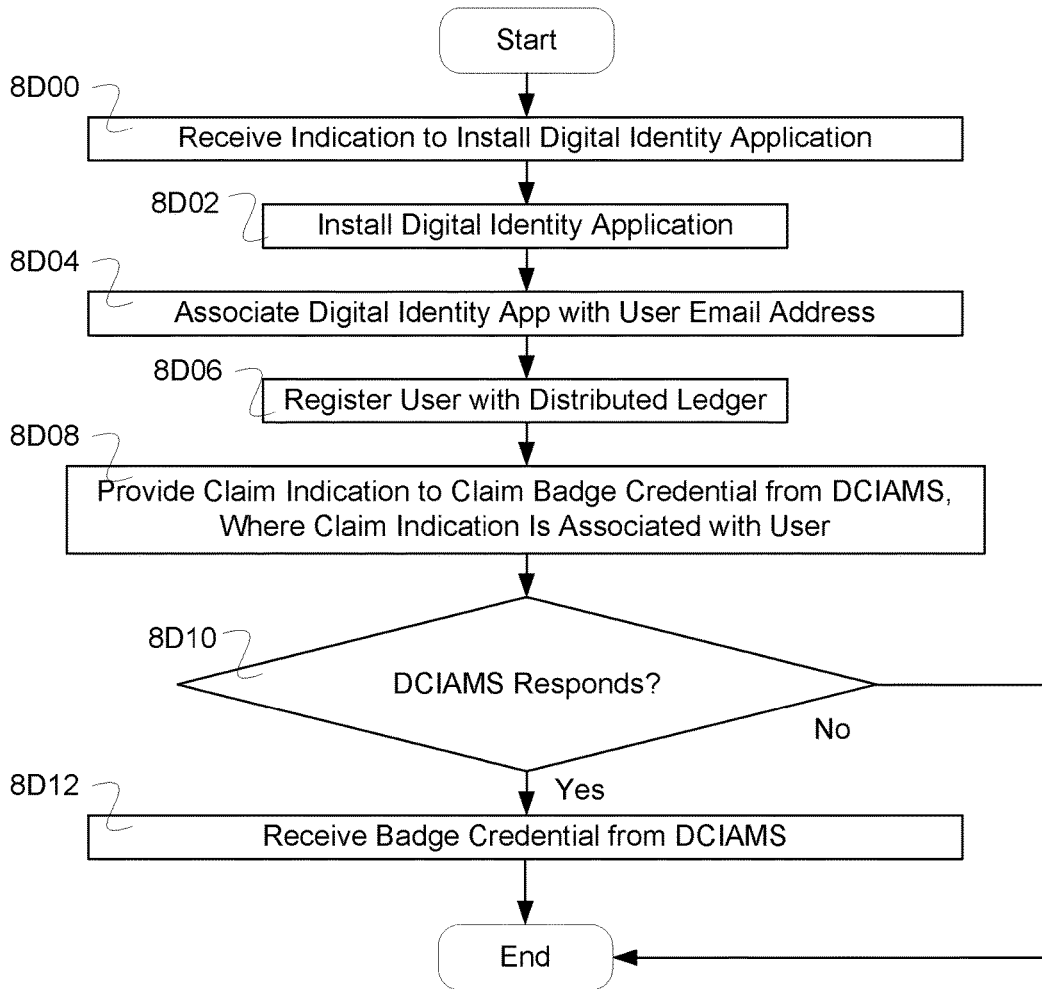 Start
8D00
Receive Indication to Install Digital Identity Application
8D02
Install Digital Identity Application
8D04
Associate Digital Identity App with User Email Address
8D06
Register User with Distributed Ledger
8D08
Provide Claim Indication to Claim Badge Credential from DCIAMS,
Where Claim Indication Is Associated with User
8D10
DCIAMS Responds?
No
Yes
8D12
Receive Badge Credential from DCIAMS
End